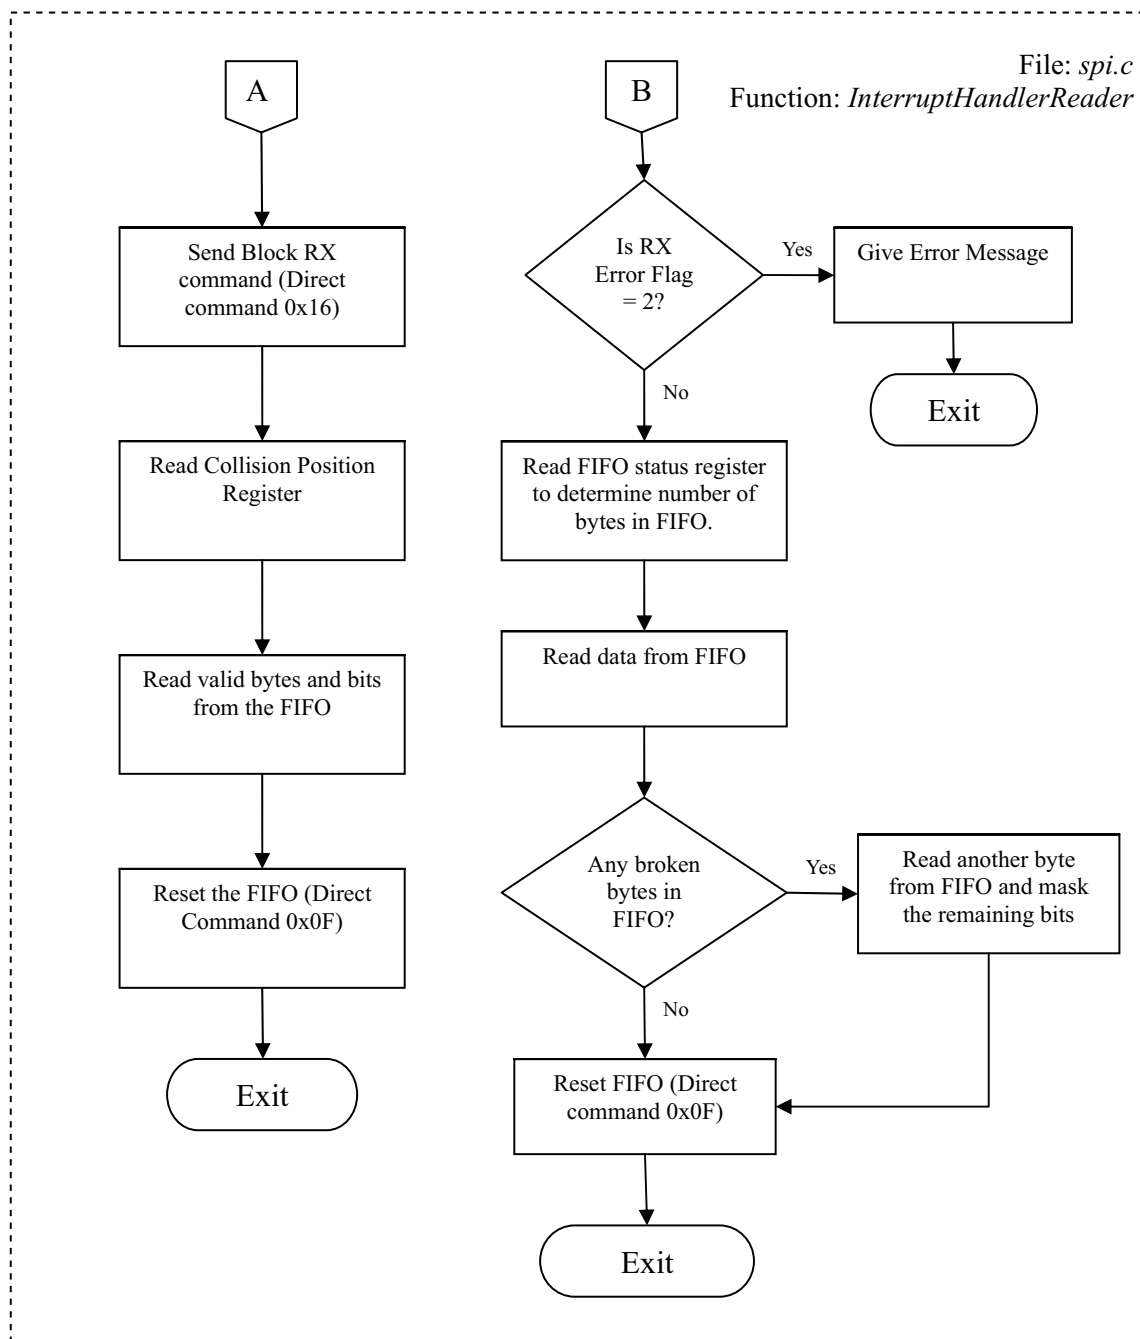 File: spi.c
Function: InterruptHandlerReader
A
Send Block RX
command (Direct
command 0x16)
Read Collision Position
Register
Read valid bytes and bits
from the FIFO
Reset the FIFO (Direct
Command 0x0F)
Exit
B
Is RX
Error Flag
= 2?
Yes
Give Error Message
Exit
No
Read FIFO status register
to determine number of
bytes in FIFO.
Read data from FIFO
Any broken
bytes in
FIFO?
Yes
Read another byte
from FIFO and mask
the remaining bits
No
Reset FIFO (Direct
command 0x0F)
Exit